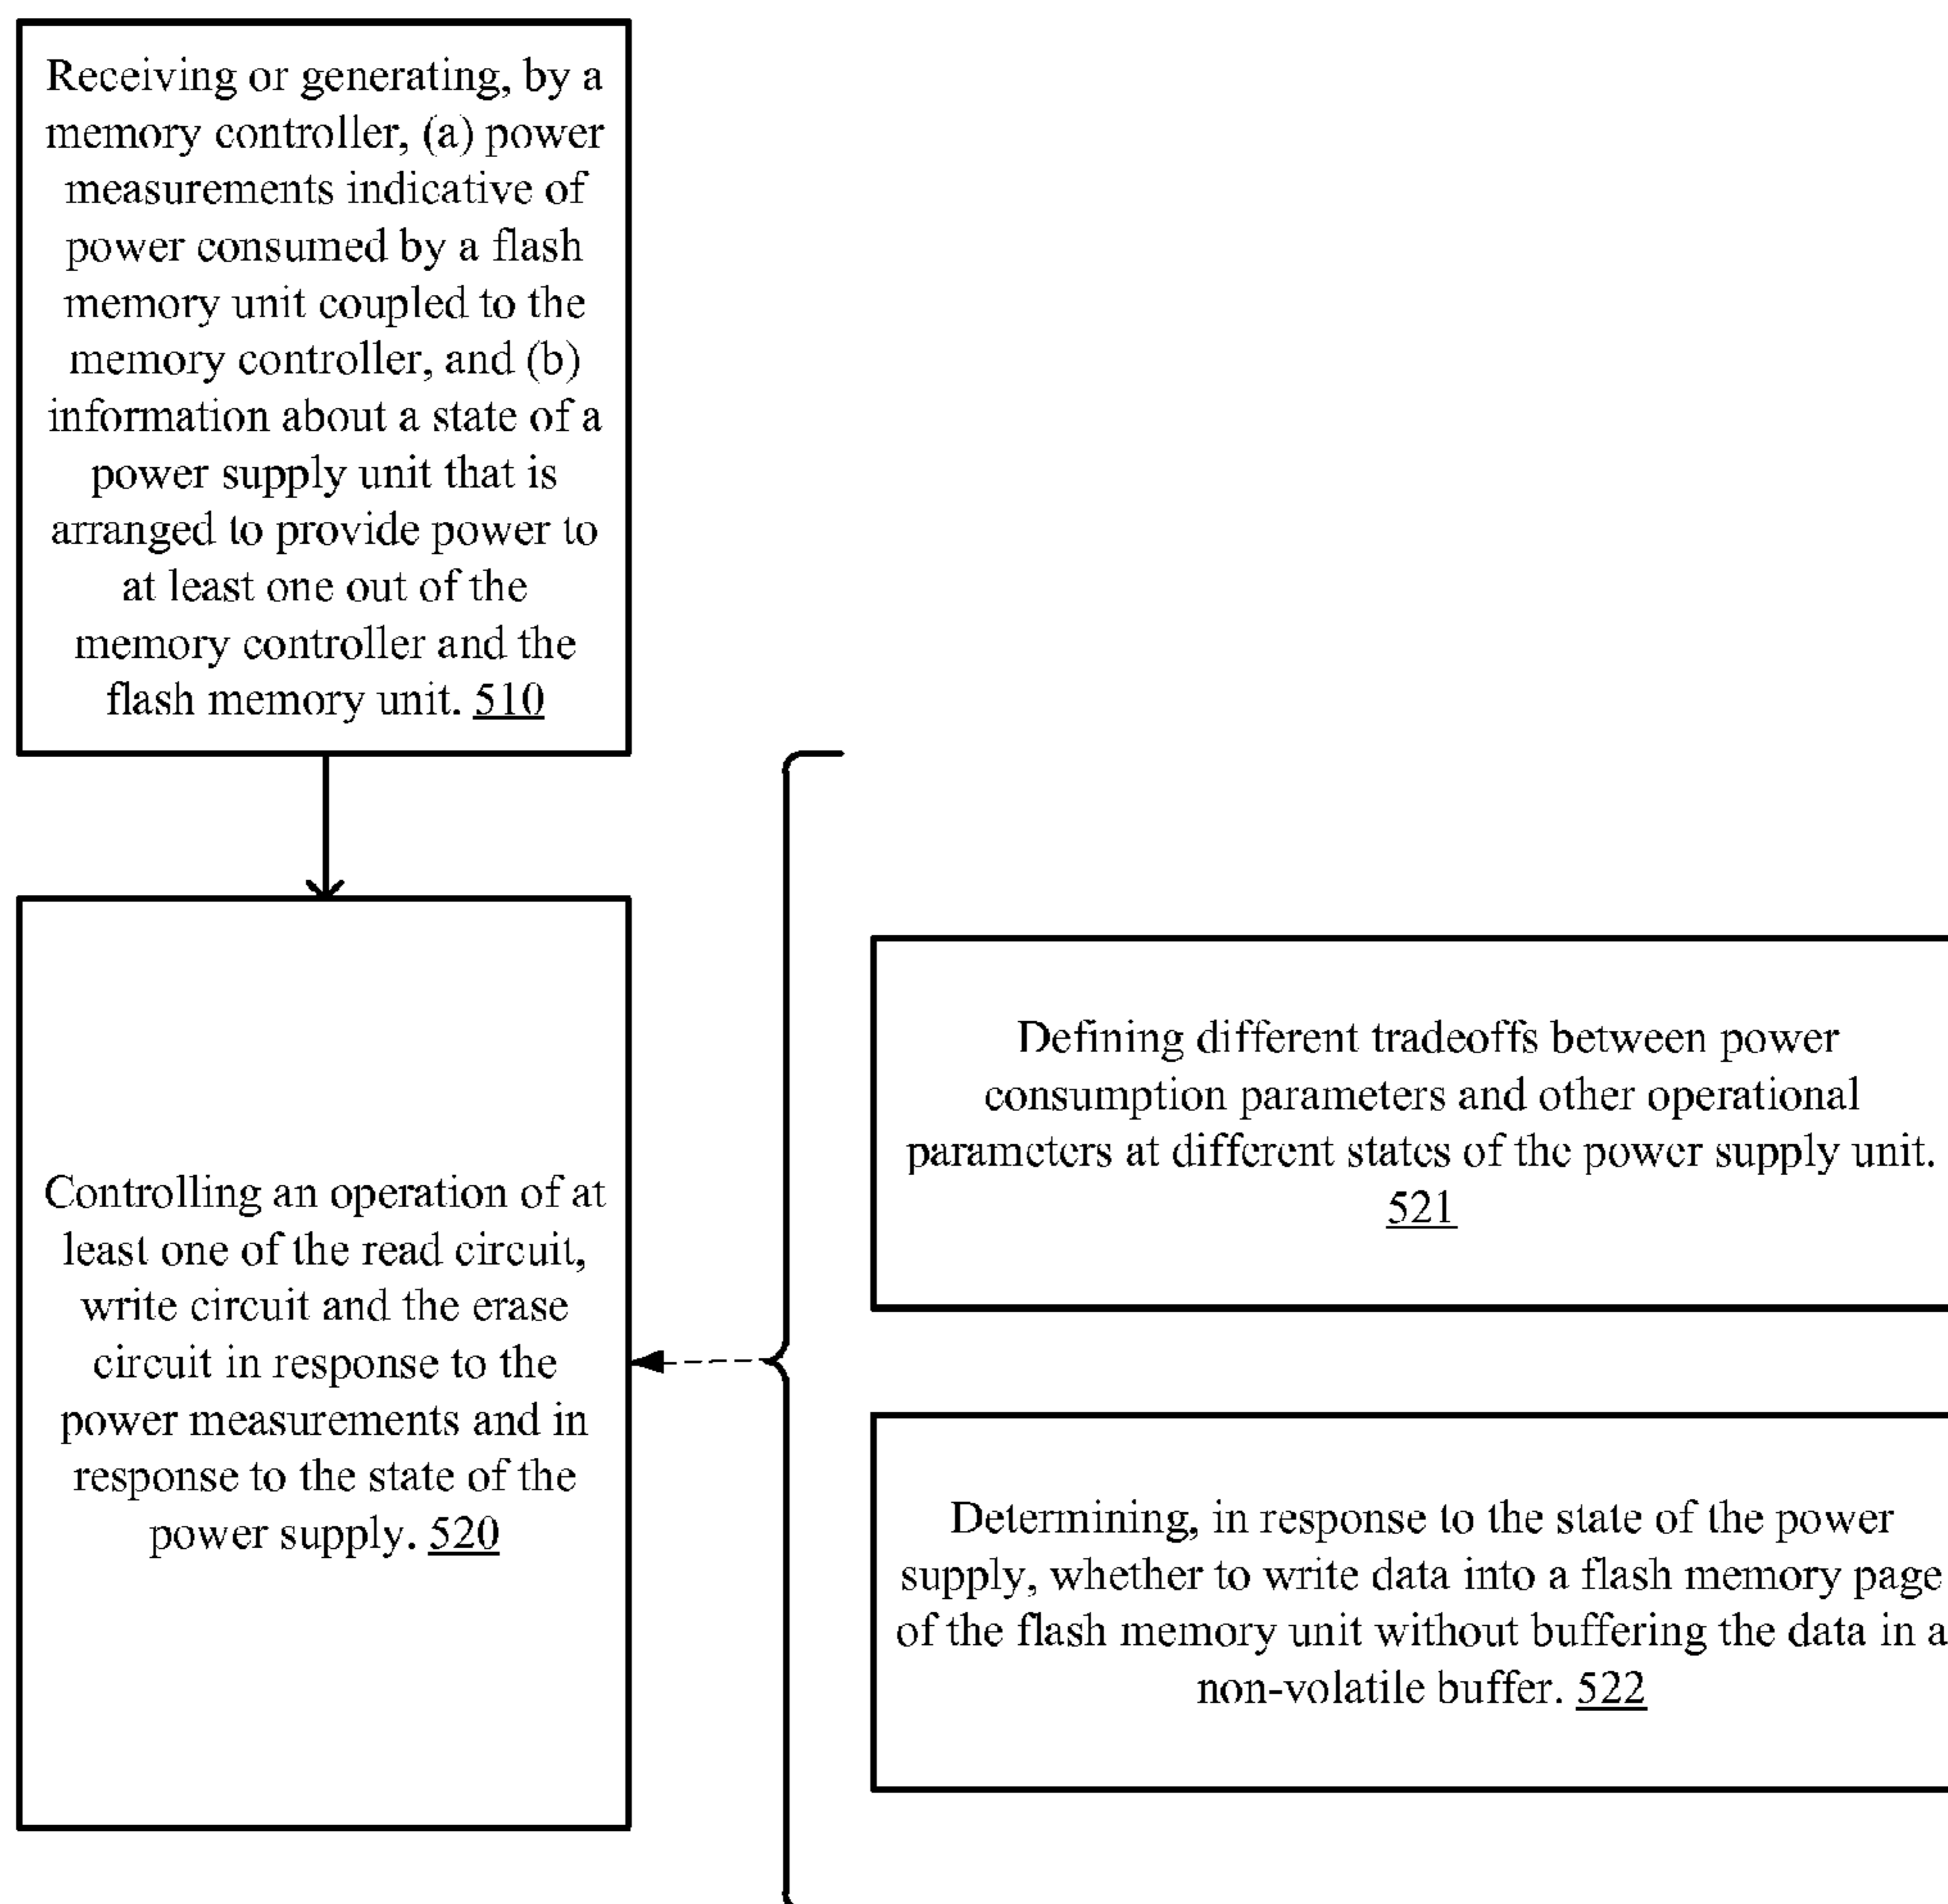 Receiving or generating, by a
memory controller, (a) power
measurements indicative of
power consumed by a flash
memory unit coupled to the
memory controller, and (b)
information about a state of a
power supply unit that is
arranged to provide power to
at least one out of the
memory controller and the
flash memory unit. 510
Controlling an operation of at
least one of the read circuit,
write circuit and the erase
circuit in response to the
power measurements and in
response to the state of the
power supply. 520
Defining different tradeoffs between power
consumption parameters and other operational
parameters at different states of the power supply unit.
521
Determining, in response to the state of the power
supply, whether to write data into a flash memory page
of the flash memory unit without buffering the data in a
non-volatile buffer. 522